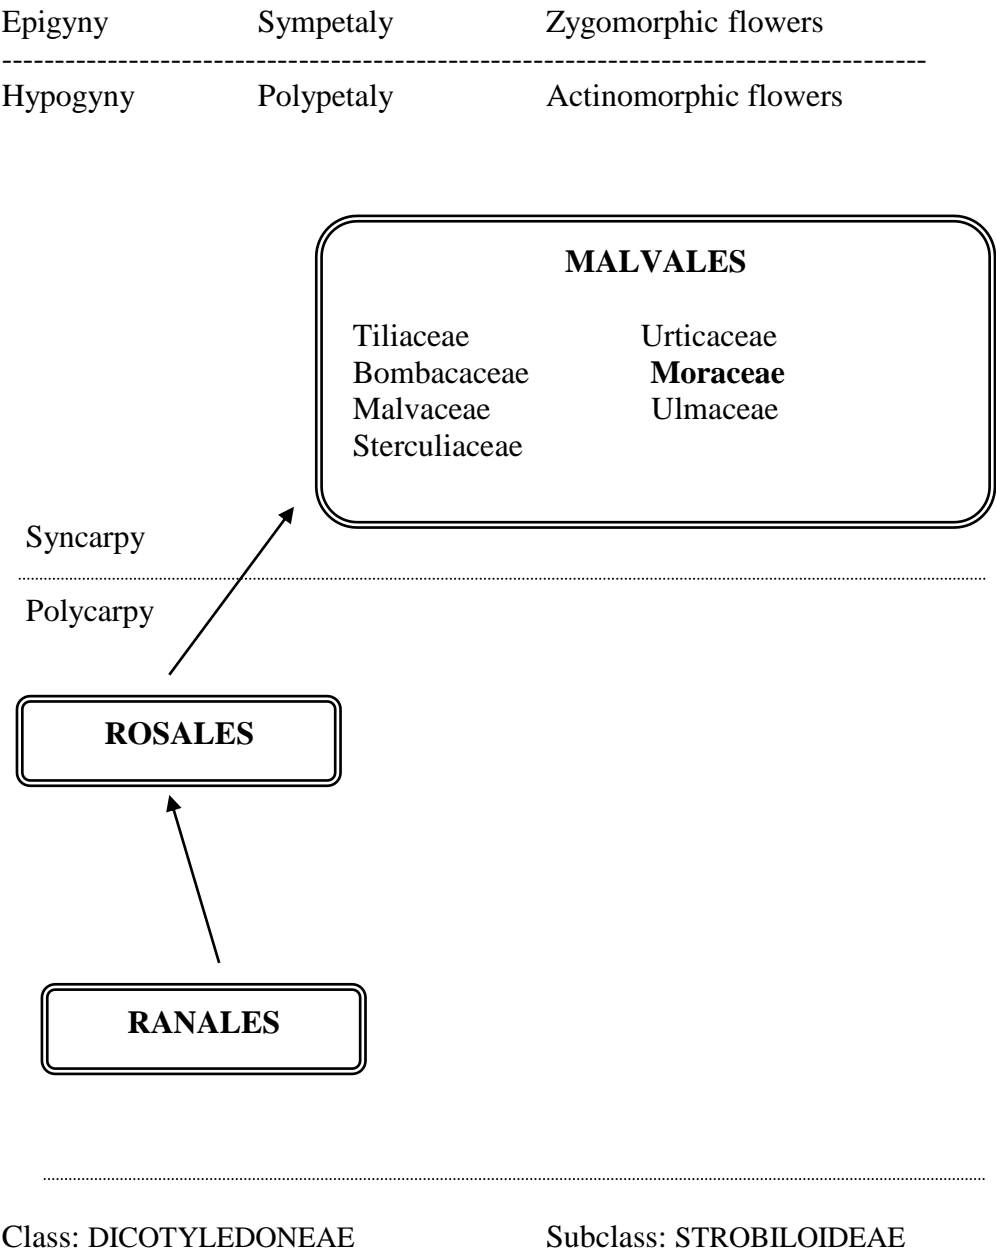 Epigyny Sympetaly Zygomorphic flowers
Hypogyny Polypetaly Actinomorphic flowers
MALVALES
Tiliaceae Urticaceae
Bombacaceae Moraceae
Malvaceae Ulmaceae
Sterculiaceae
Syncarpy
Polycarpy
ROSALES
RANALES
Class: DICOTYLEDONEAE Subclass: STROBILOIDEAE